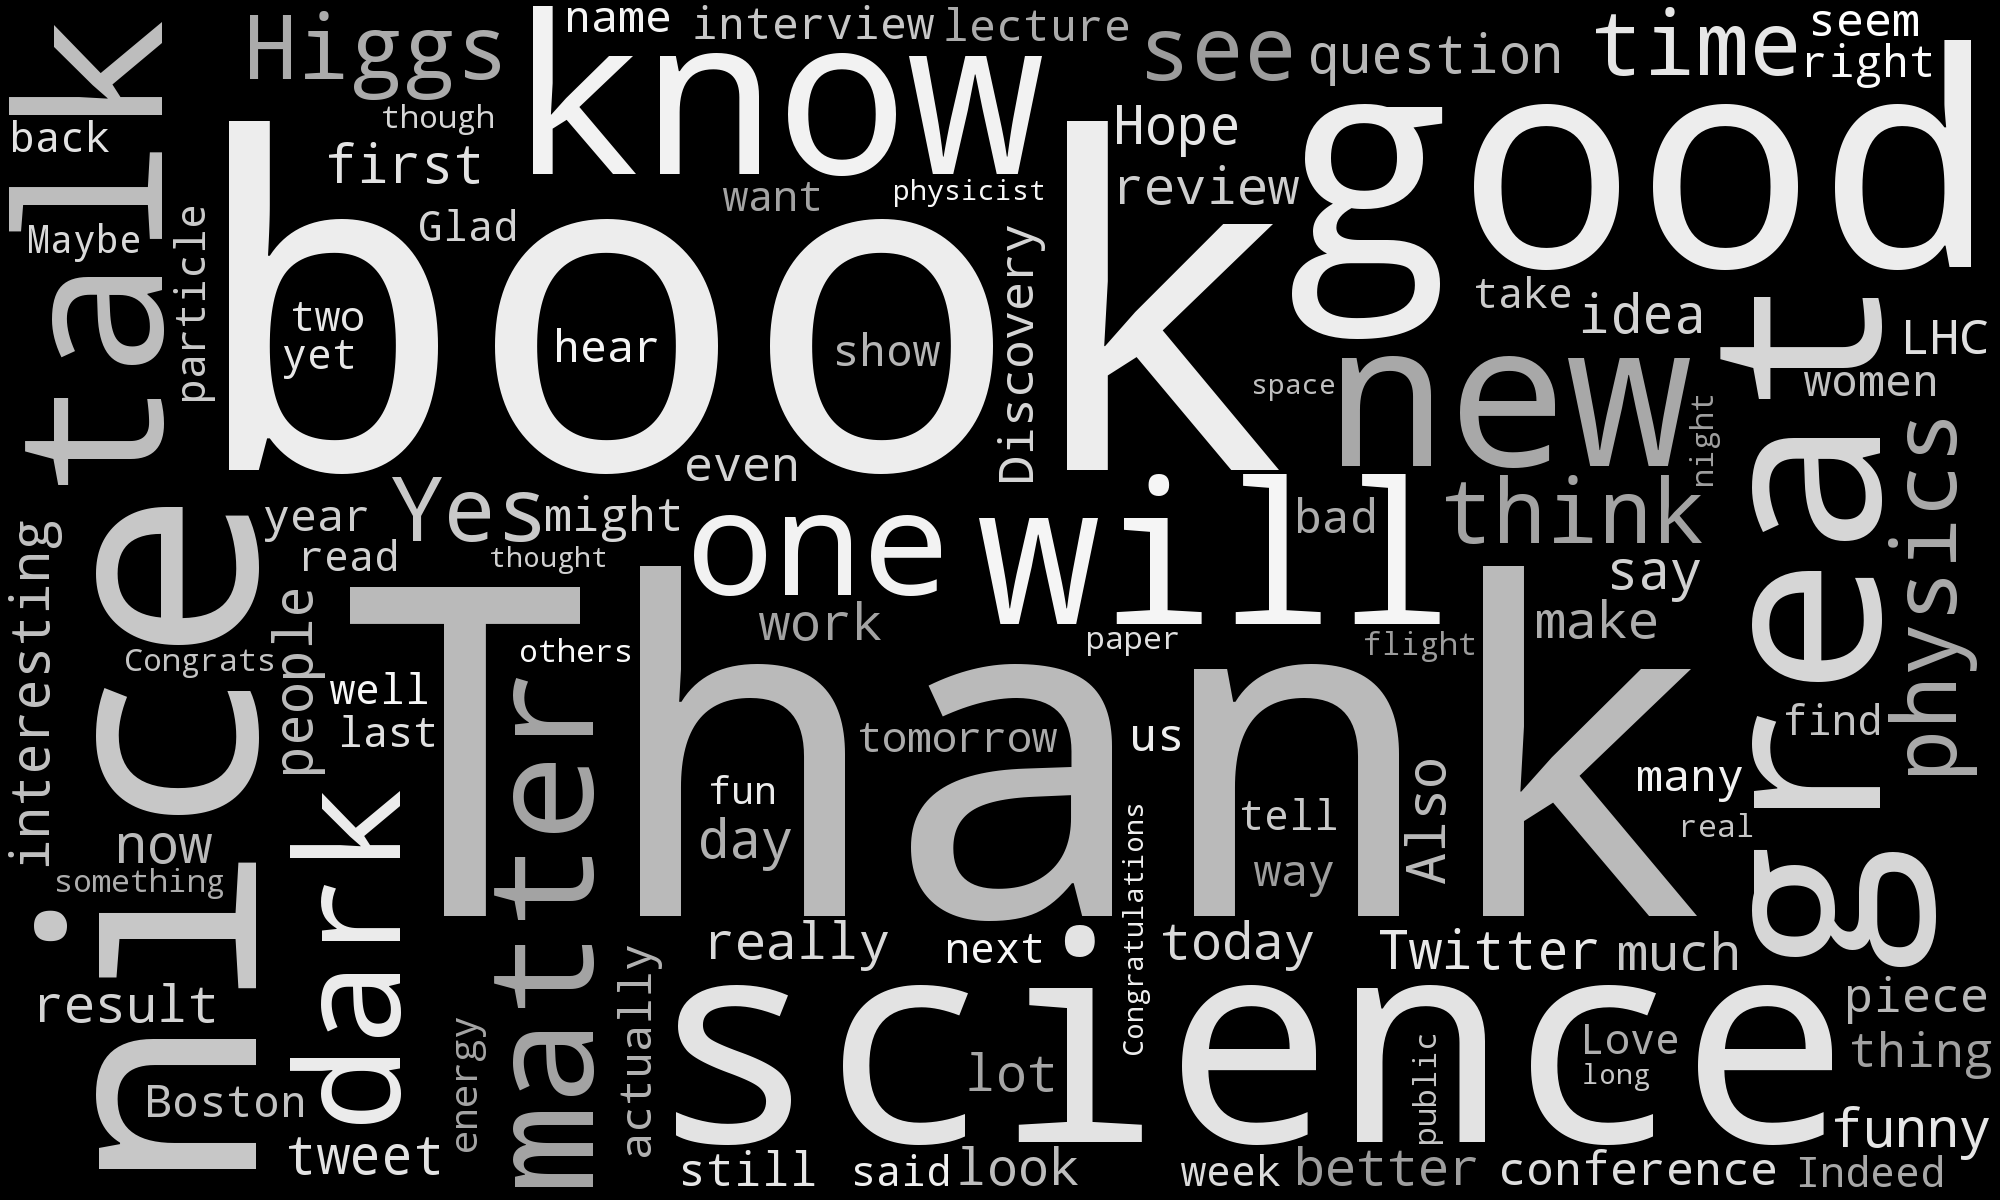 Higgs
name
interview
lecture
see
question
time
seem
right
talk
back
though
know
Hope
good
first
want
physicist
review
Maybe
particle
Glad
book
Discovery
take
idea
LHC
two
yet
hear
show
space
new
night
great
women
physics
even
year
Yes
might
one
will
bad
think
read
thought
say
interesting
nice
people
Thank
work
others
paper
flight
make
Congrats
well
last
matter
tomorrow
us
find
many
fun
day
tell
way
Also
real
now
something
dark
Congratulations
really
next
today
Twitter
much
result
energy
actually
science
lot
public
Love
long
piece
thing
Boston
tweet
funny
still
said
look
week
better
conference
Indeed